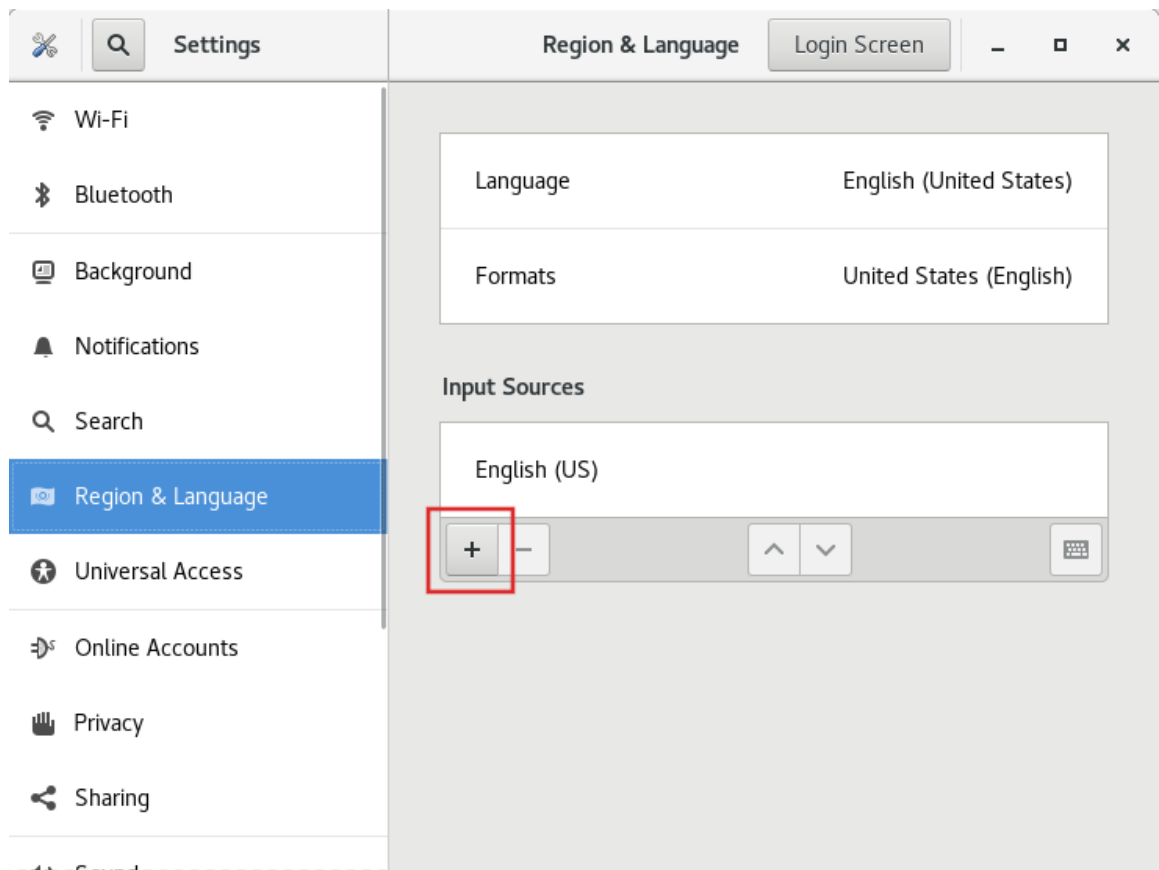 Settings
Region & Language
Login Screen
Wi-Fi
Bluetooth
Background
Notifications
Search
Region & Language
Universal Access
Online Accounts
Privacy
Sharing
Language English (United States)
Formats United States (English)
Input Sources
English (US)